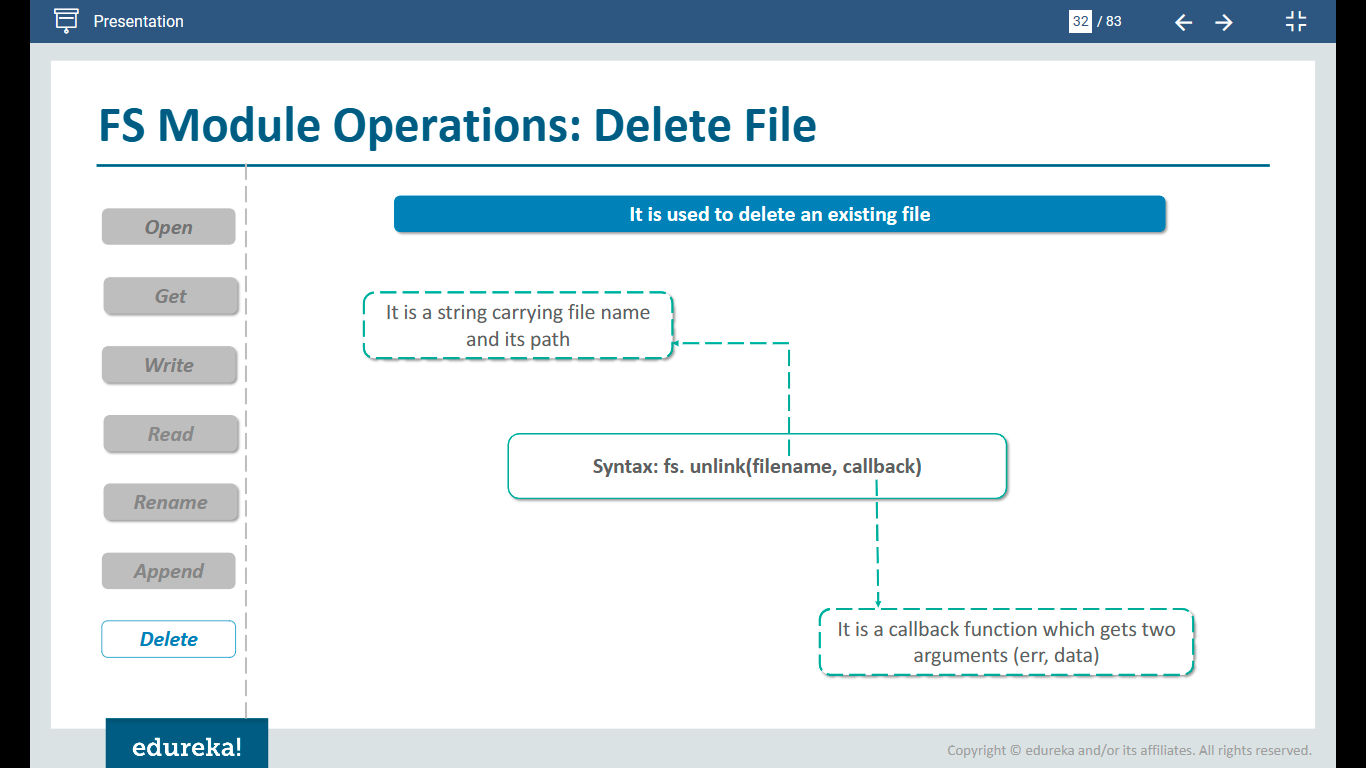 Presentation
32 / 83
FS Module Operations: Delete File
It is used to delete an existing file
Open
Get
Write
Read
Rename
Append
Delete
It is a string carrying file name
and its path
Syntax: fs. unlink(filename, callback)
It is a callback function which gets two
arguments (err, data)
edureka!
Copyright © edureka and/or its affiliates. All rights reserved.